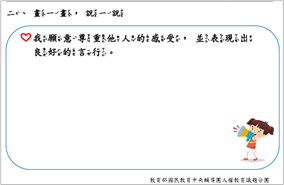 二、畫一畫，說一說
我願意尊重他人的感受，並表現出
良好的言行。
教育部國民教育中央輔導團人權教育議題分團